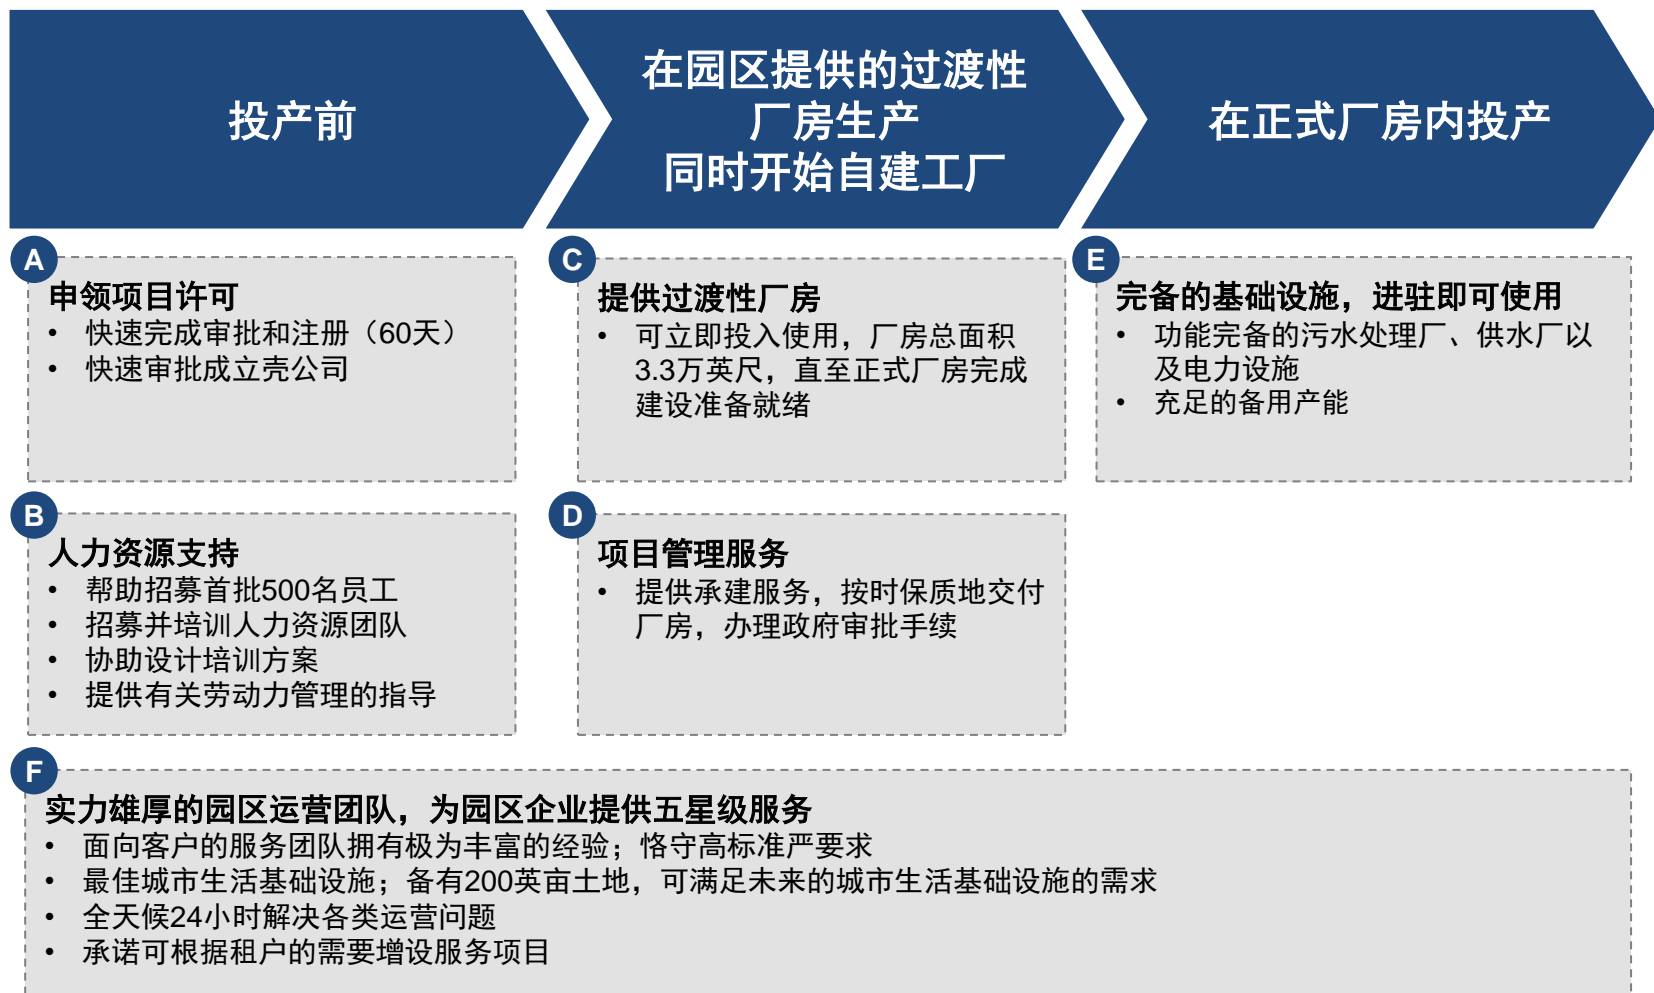 投产前
在园区提供的过渡性
厂房生产
同时开始自建工厂
在正式厂房内投产
A
申领项目许可
• 快速完成审批和注册（60天）
• 快速审批成立壳公司
B
人力资源支持
• 帮助招募首批500名员工
• 招募并培训人力资源团队
• 协助设计培训方案
• 提供有关劳动力管理的指导
C
提供过渡性厂房
• 可立即投入使用，厂房总面积
3.3万英尺，直至正式厂房完成
建设准备就绪
D
项目管理服务
• 提供承建服务，按时保质地交付
厂房，办理政府审批手续
E
完备的基础设施，进驻即可使用
• 功能完备的污水处理厂、供水厂以
及电力设施
• 充足的备用产能
F
实力雄厚的园区运营团队，为园区企业提供五星级服务
• 面向客户的服务团队拥有极为丰富的经验；恪守高标准严要求
• 最佳城市生活基础设施；备有200英亩土地，可满足未来的城市生活基础设施的需求
• 全天候24小时解决各类运营问题
• 承诺可根据租户的需要增设服务项目